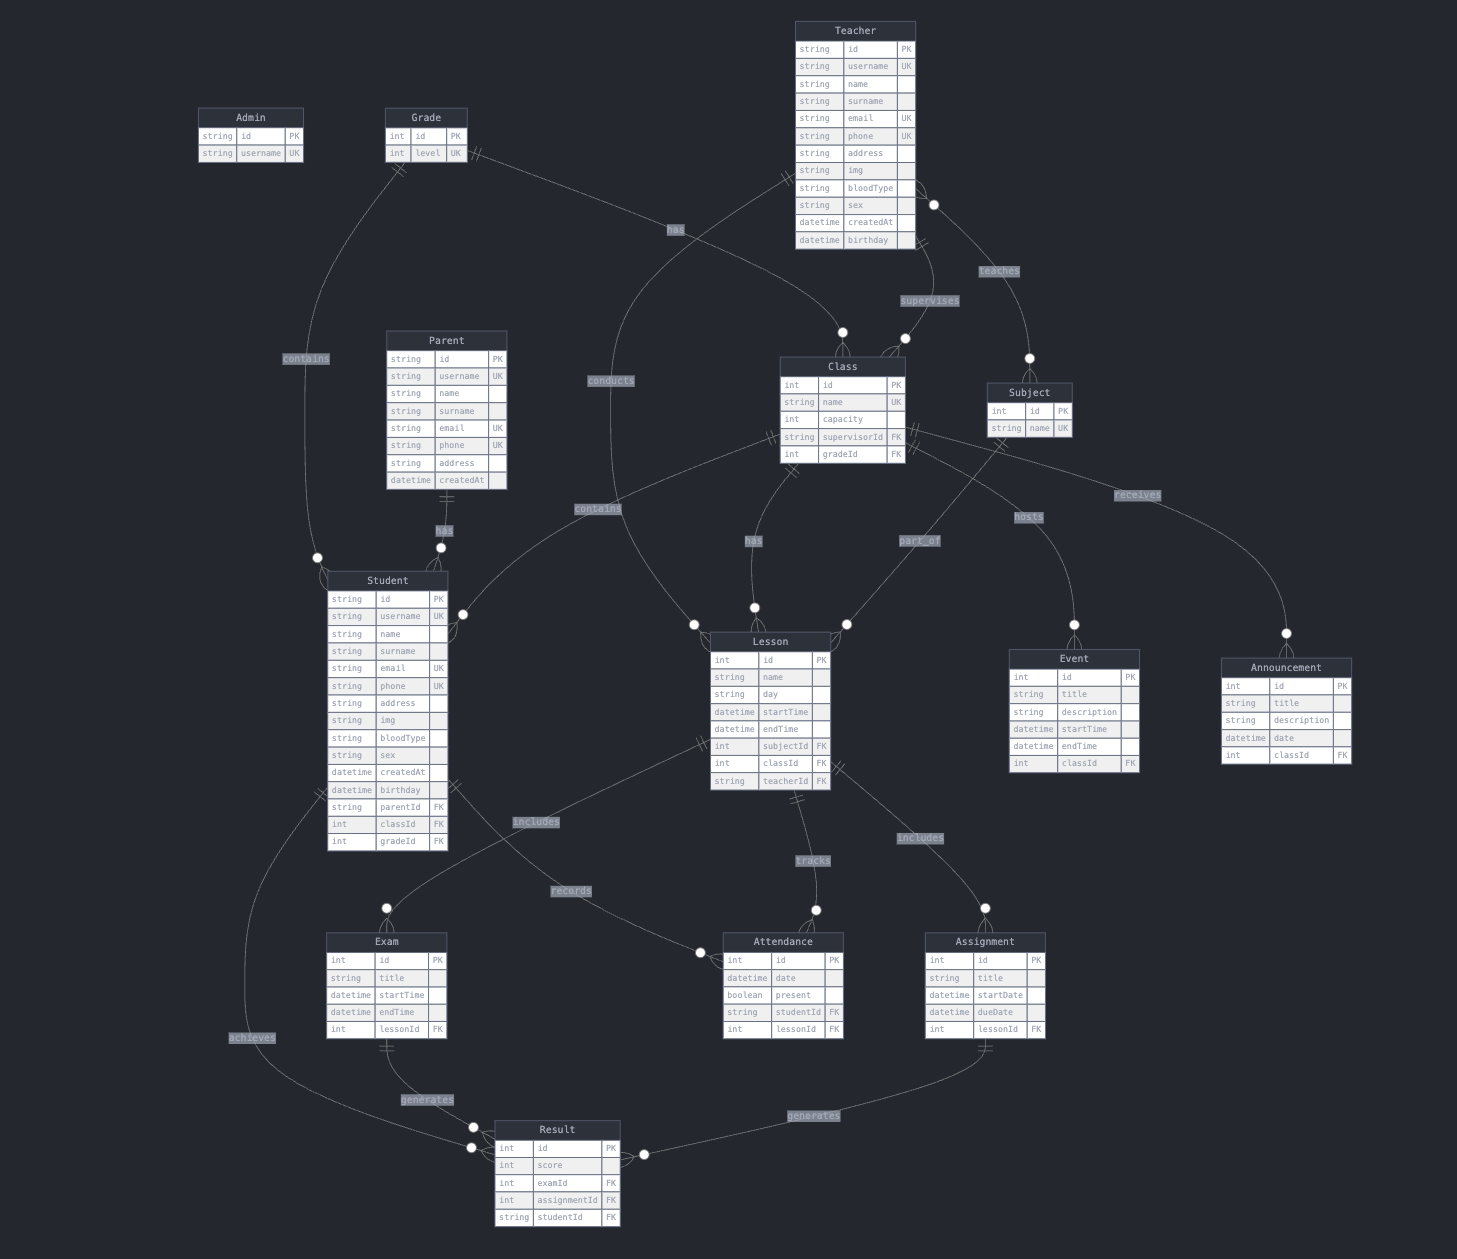 Teacher
string id PK
string username UK
string name
string surname
string email UK
string phone UK
string address
string img
string bloodType
string sex
datetime createdAt
datetime birthday
Admin
string id PK
string username UK
Grade
int id PK
int level UK
has
teaches
supervises
contains
conducts
Parent
string id PK
string username UK
string name
string surname
string email UK
string phone UK
string address
datetime createdAt
Class
int id PK
string name UK
int capacity
string supervisorId FK
int gradeId FK
Subject
int id PK
string name UK
receives
contains
hosts
has
has
part_of
Student
string id PK
string username UK
string name
string surname
string email UK
string phone UK
string address
string img
string bloodType
string sex
datetime createdAt
datetime birthday
string parentId FK
int classId FK
int gradeId FK
Lesson
int id PK
string name
string day
datetime startTime
datetime endTime
int subjectId FK
int classId FK
string teacherId FK
Event
int id PK
string title
string description
datetime startTime
datetime endTime
int classId FK
Announcement
int id PK
string title
string description
datetime date
int classId FK
includes
includes
tracks
records
Exam
int id PK
string title
datetime startTime
datetime endTime
int lessonId FK
Attendance
int id PK
datetime date
boolean present
string studentId FK
int lessonId FK
Assignment
int id PK
string title
datetime startDate
datetime dueDate
int lessonId FK
achieves
generates
generates
Result
int id PK
int score
int examId FK
int assignmentId FK
string studentId FK